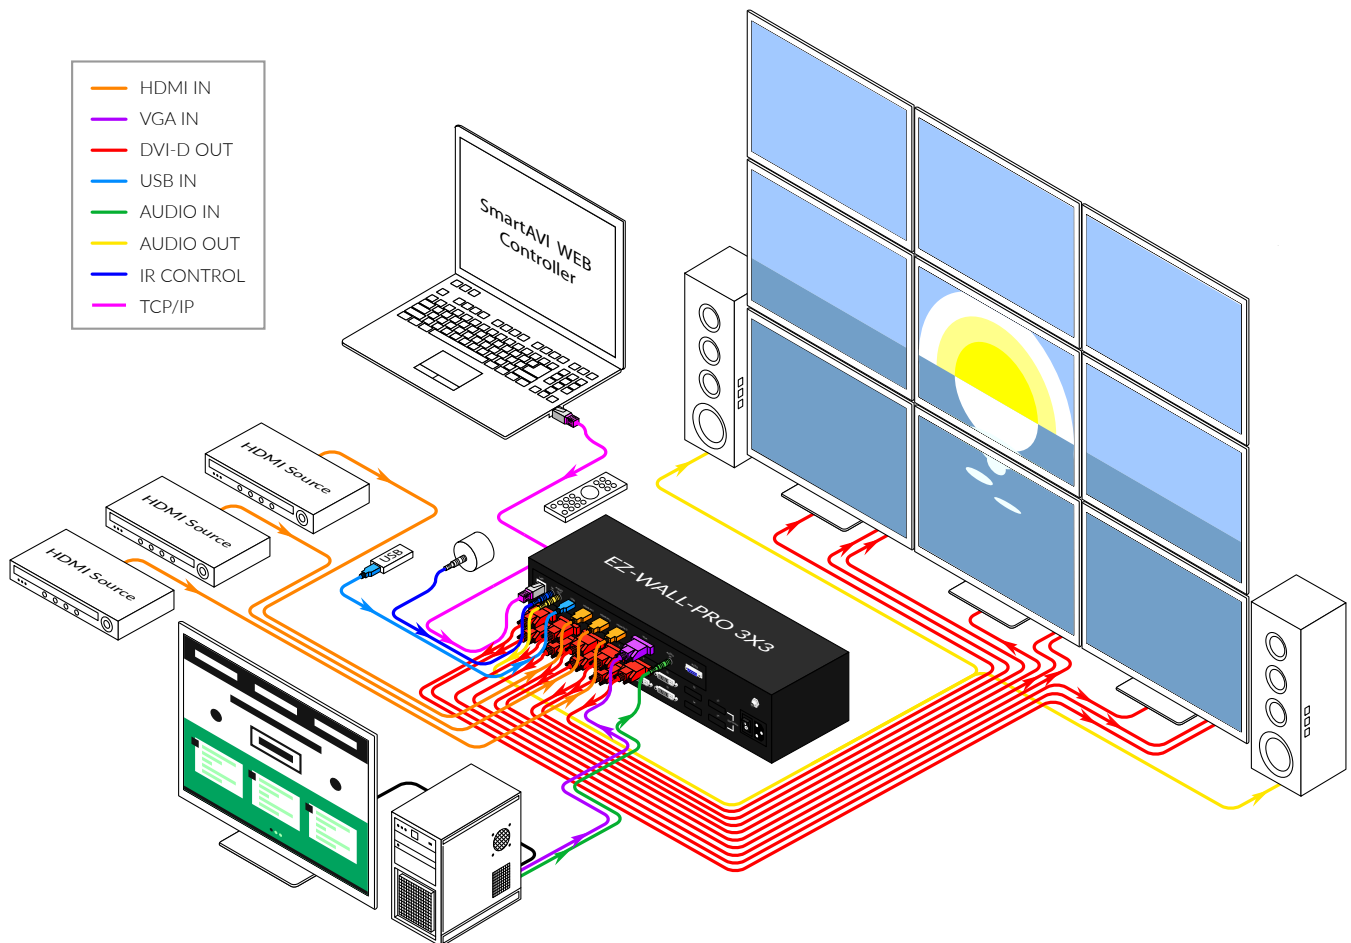 HDMI IN
VGA IN
DVI-D OUT
USB IN
AUDIO IN
AUDIO OUT
IR CONTROL
TCP/IP
SmartAVI WEB
Controller
HDMI Source
HDMI Source
HDMI Source
USB
EZ-WALL-PRO 3X3